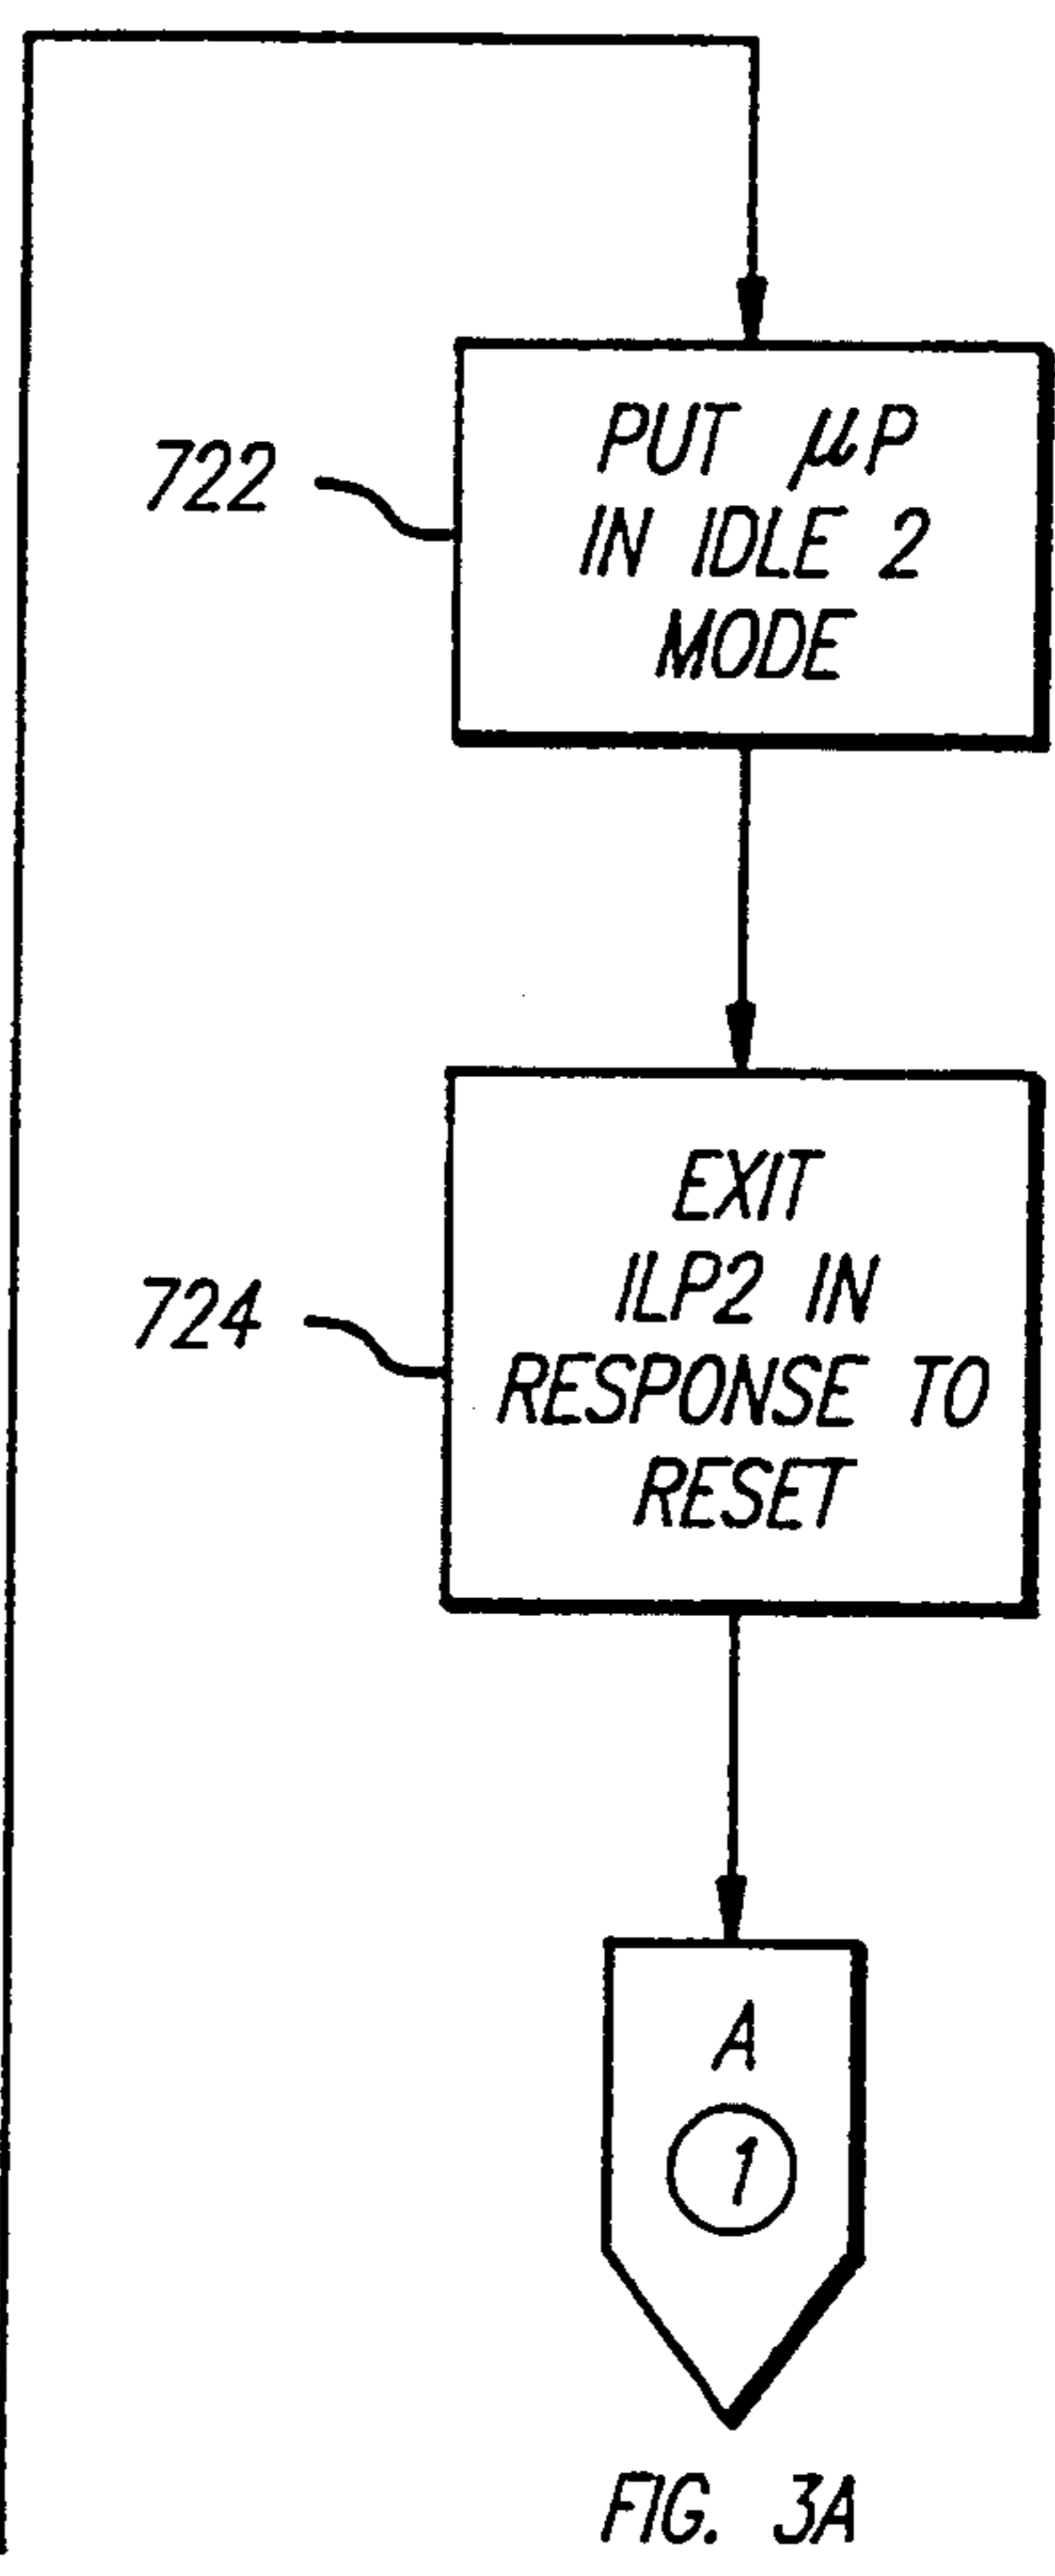 722
PUT μP
IN IDLE 2
MODE
724
EXIT
ILP2 IN
RESPONSE TO
RESET
A
1
FIG. 3A